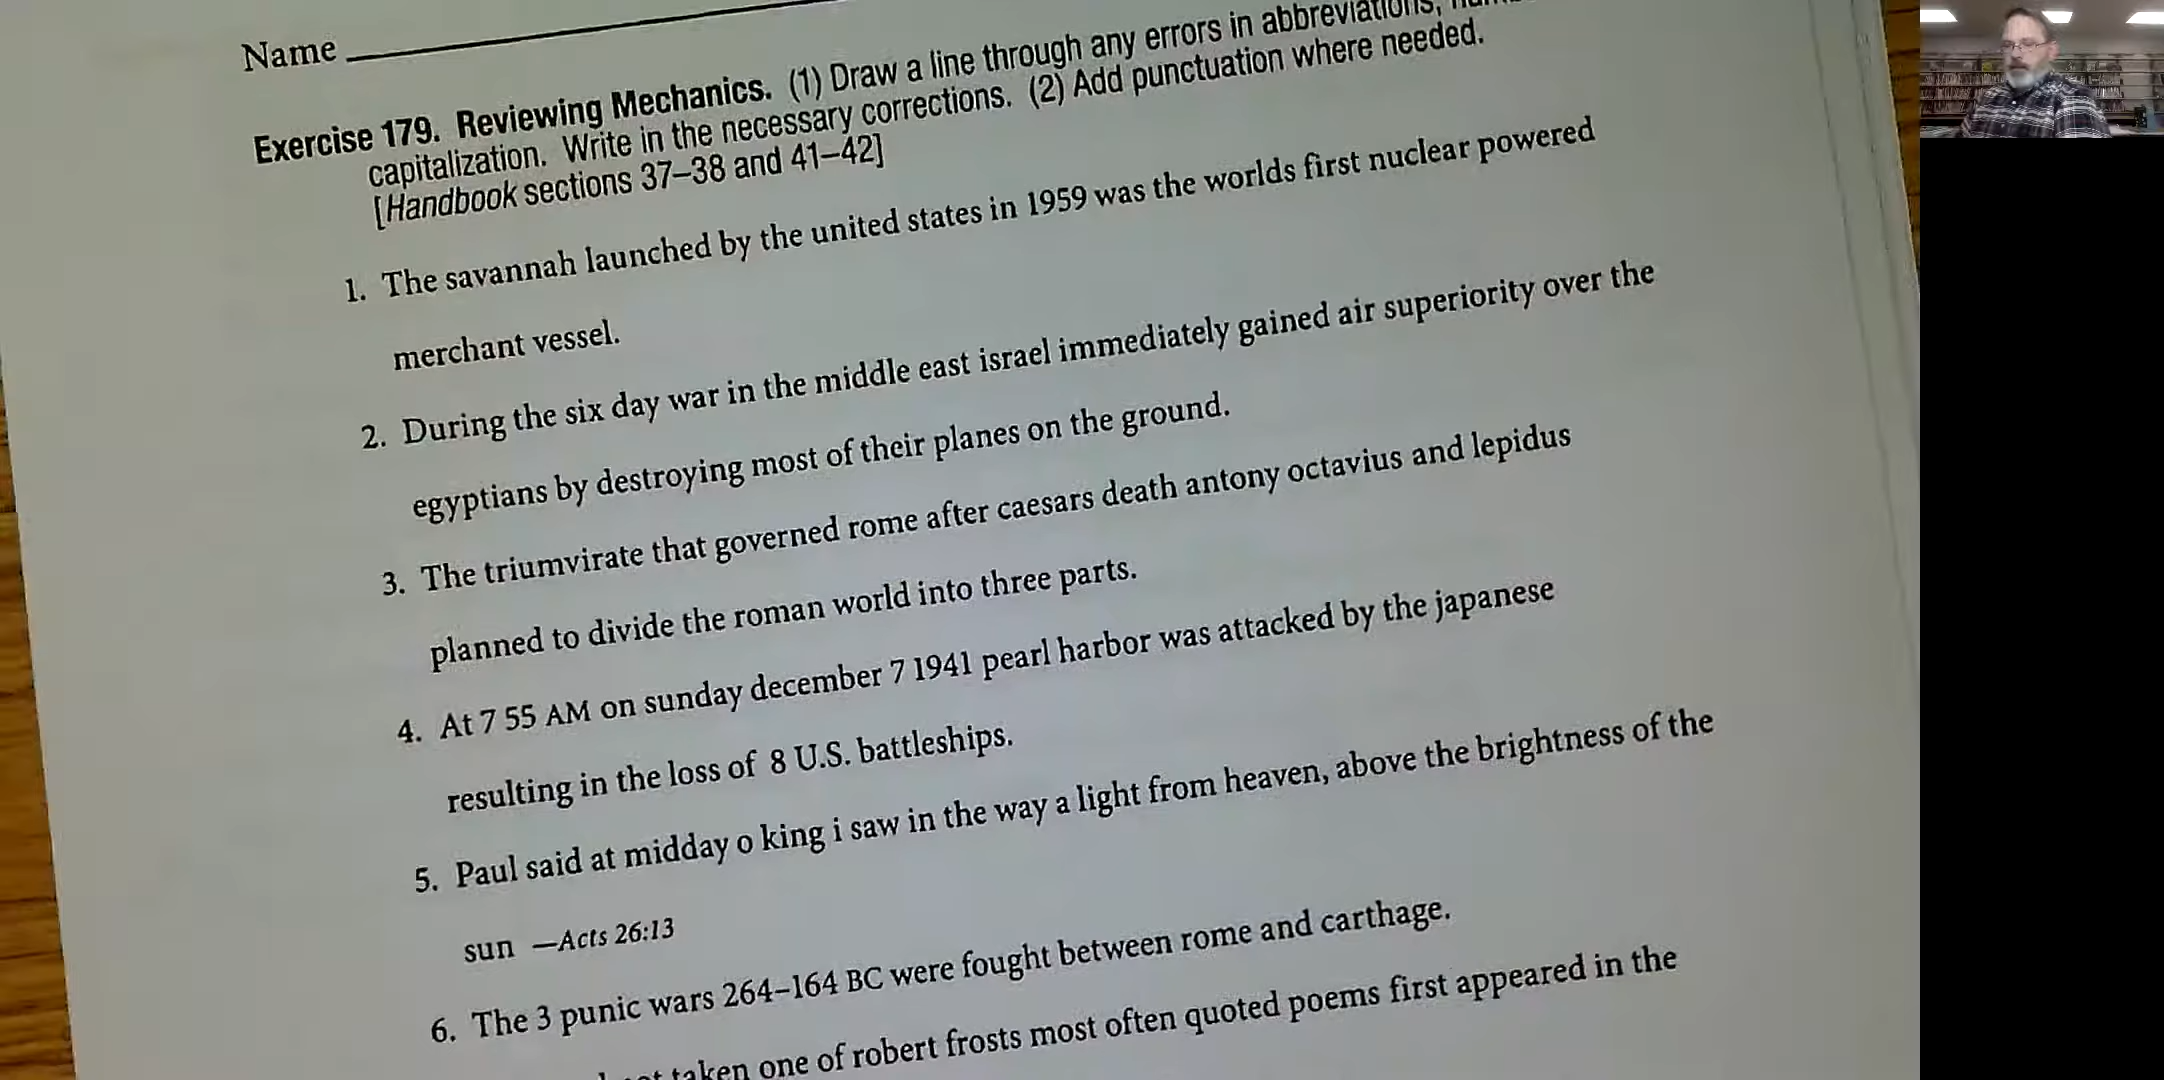 Name
Exercise 179. Reviewing Mechanics. (1) Draw a line through any errors in abbreviations,
capitalization. Write in the necessary corrections. (2) Add punctuation where needed.
[Handbook sections 37–38 and 41–42]
1. The savannah launched by the united states in 1959 was the worlds first nuclear powered
merchant vessel.
2. During the six day war in the middle east israel immediately gained air superiority over the
egyptians by destroying most of their planes on the ground.
3. The triumvirate that governed rome after caesars death antony octavius and lepidus
planned to divide the roman world into three parts.
4. At 7 55 AM on sunday december 7 1941 pearl harbor was attacked by the japanese
resulting in the loss of 8 U.S. battleships.
5. Paul said at midday o king i saw in the way a light from heaven, above the brightness of the
sun —Acts 26:13
6. The 3 punic wars 264–164 BC were fought between rome and carthage.
taken one of robert frosts most often quoted poems first appeared in the